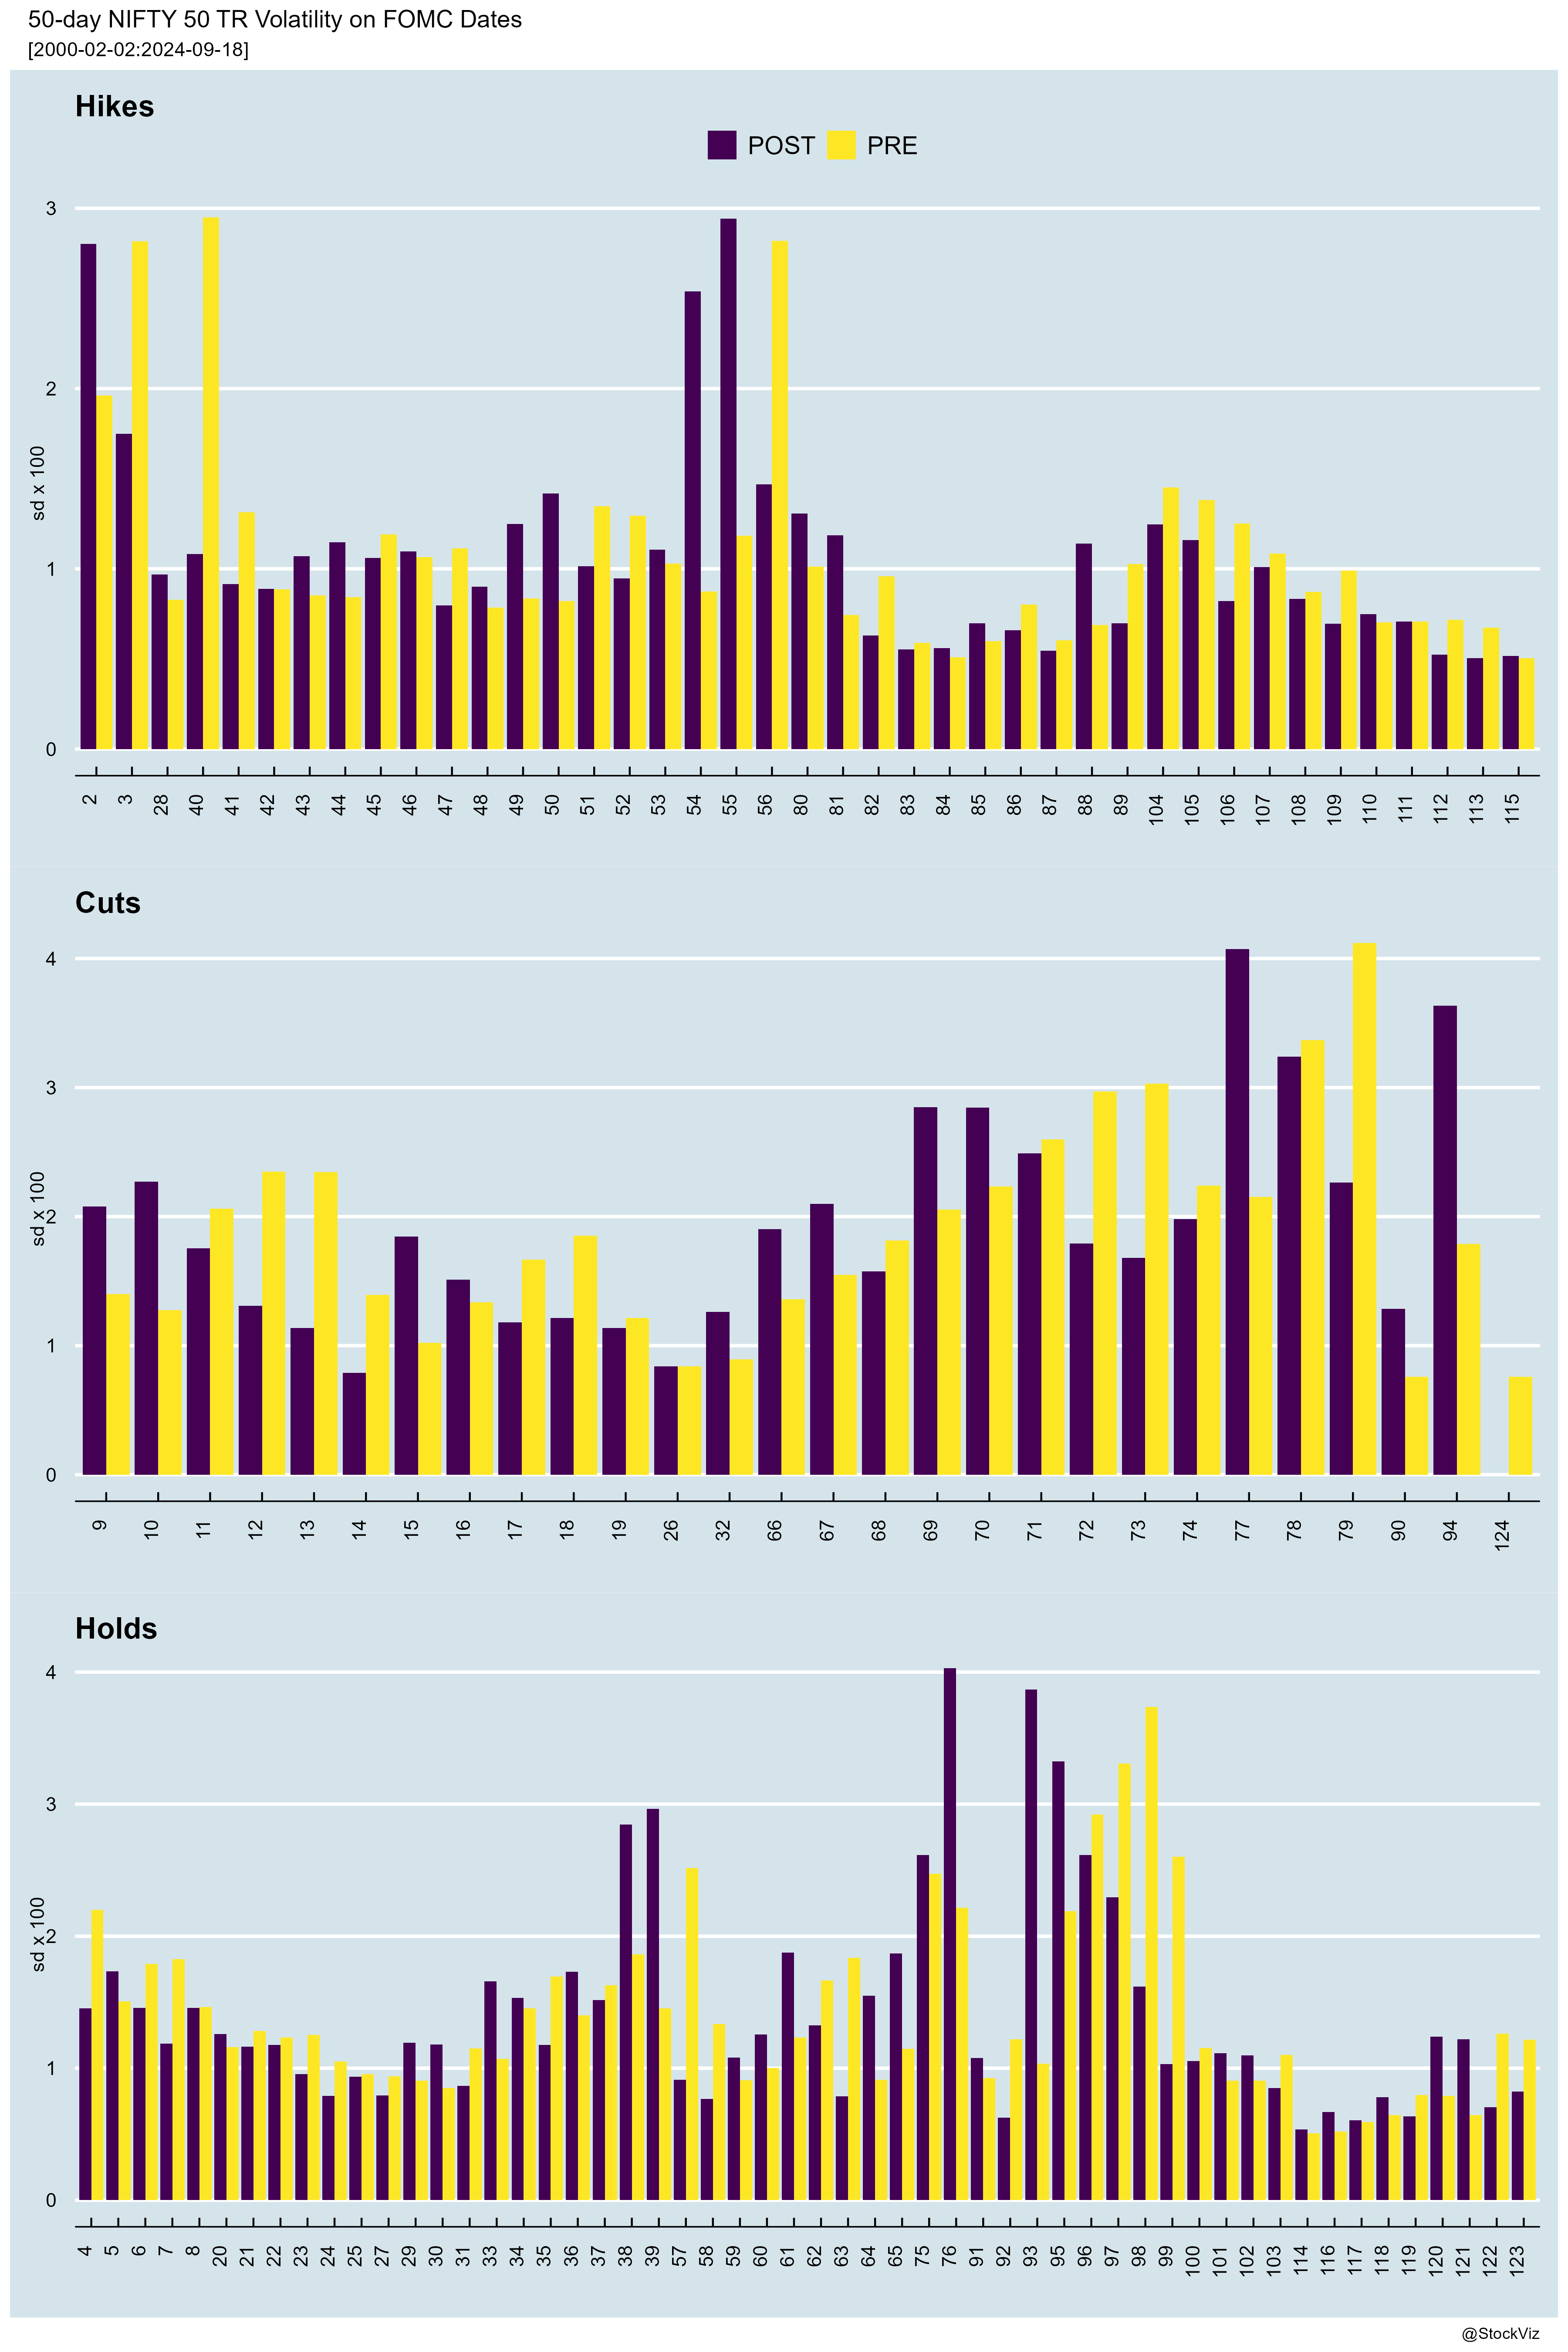 50-day NIFTY 50 TR Volatility on FOMC Dates
[2000-02-02:2024-09-18]
Hikes
POST PRE
3
2
1
0
sd x 100
2 3 28 40 41 42 43 44 45 46 47 48 49 50 51 52 53 54 55 56 80 81 82 83 84 85 86 87 88 89 104 105 106 107 108 109 110 111 112 113 115
Cuts
4
3
2
1
0
sd x 100
9 10 11 12 13 14 15 16 17 18 19 26 32 66 67 68 69 70 71 72 73 74 77 78 79 90 94 124
Holds
4
3
2
1
0
sd x 100
4 5 6 7 8 20 21 22 23 24 25 27 29 30 31 33 34 35 36 37 38 39 57 58 59 60 61 62 63 64 65 75 76 91 92 93 95 96 97 98 99 100 101 102 103 114 116 117 118 119 120 121 122 123
@StockViz